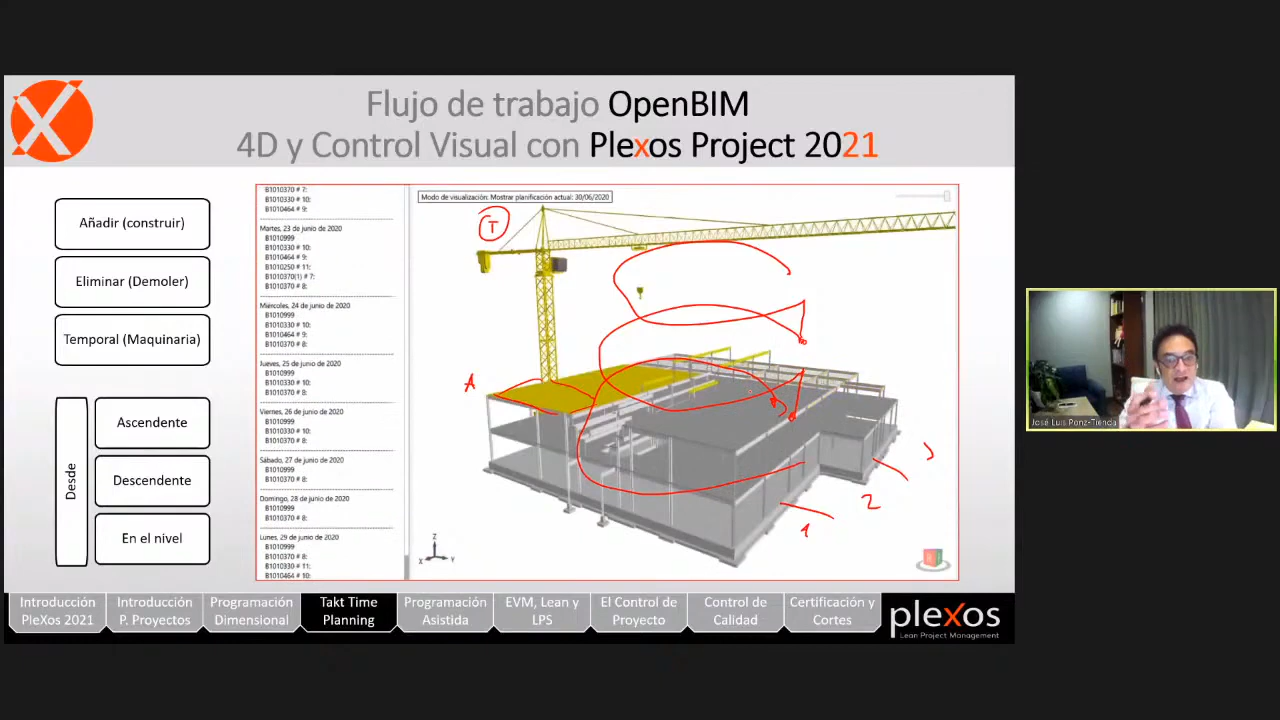 Flujo de trabajo OpenBIM
4D y Control Visual con Plexos Project 2021
Añadir (construir)
Eliminar (Demoler)
Temporal (Maquinaria)
Desde
Ascendente
Descendente
En el nivel
B1010370 # 7:
B1010330 # 10:
B1010464 # 9:
Martes, 23 de junio de 2020
B1010999
B1010330 # 10:
B1010464 # 9:
B1010250 # 11:
B1010370(1) # 7:
B1010370 # 8:
Miércoles, 24 de junio de 2020
B1010999
B1010330 # 10:
B1010464 # 9:
B1010370 # 8:
Jueves, 25 de junio de 2020
B1010999
B1010330 # 10:
B1010370 # 8:
Viernes, 26 de junio de 2020
B1010999
B1010330 # 10:
B1010370 # 8:
Sábado, 27 de junio de 2020
B1010999
B1010370 # 8:
Domingo, 28 de junio de 2020
B1010999
B1010370 # 8:
Lunes, 29 de junio de 2020
B1010999
B1010370 # 8:
B1010330 # 11:
B1010464 # 10:
Modo de visualización: Mostrar planificación actual: 30/06/2020
T
A
1
2
Z
X
Y
José Luis Ponz-Tienda
Introducción
PleXos 2021
Introducción
P. Proyectos
Programación
Dimensional
Takt Time
Planning
Programación
Asistida
EVM, Lean y
LPS
El Control de
Proyecto
Control de
Calidad
Certificación y
Cortes
plexos
Lean Project Management